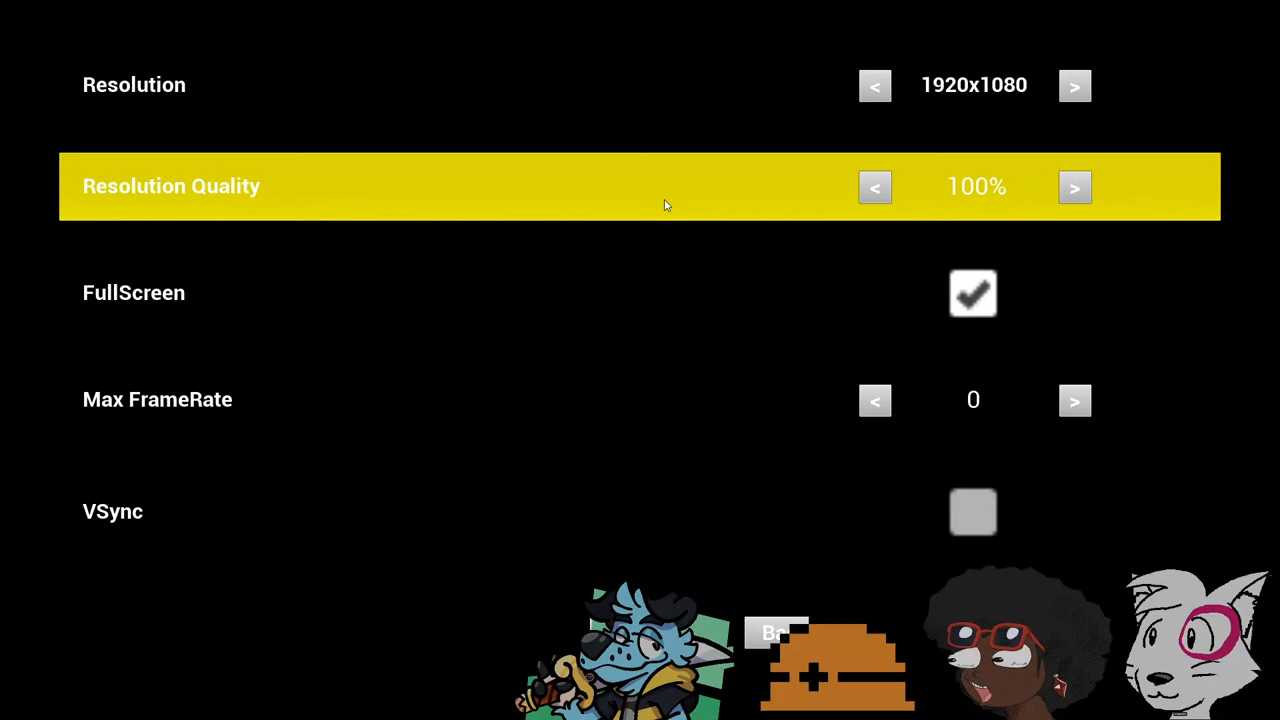 Resolution < 1920x1080 >
Resolution Quality < 100% >
FullScreen
Max FrameRate < 0 >
VSync